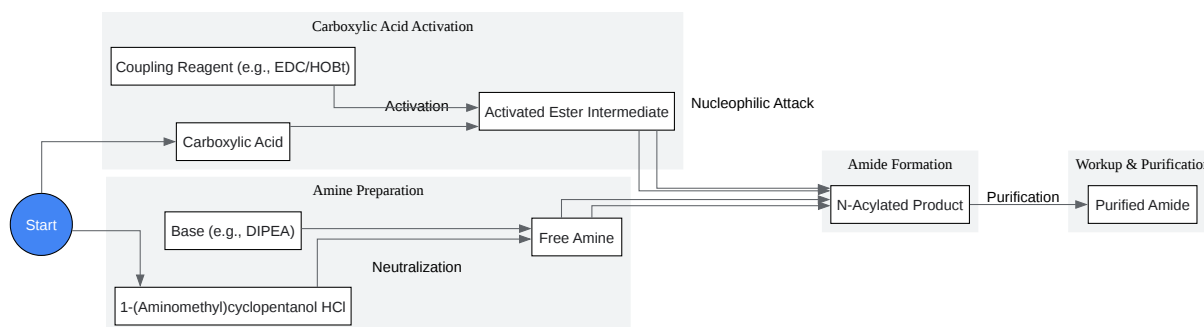 Carboxylic Acid Activation
Coupling Reagent (e.g., EDC/HOBt)
Activation
Activated Ester Intermediate
Nucleophilic Attack
Carboxylic Acid
Amide Formation
Workup & Purification
Amine Preparation
Start
Base (e.g., DIPEA)
Free Amine
N-Acylated Product
Purification
Purified Amide
Neutralization
1-(Aminomethyl)cyclopentanol HCl